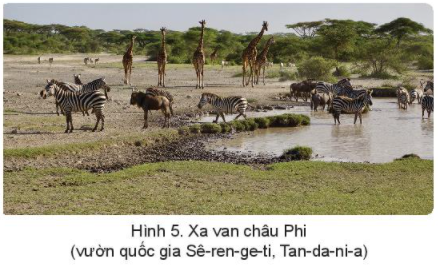 Hình 5. Xa van châu Phi
(vườn quốc gia Sê-ren-ge-ti, Tan-da-ni-a)